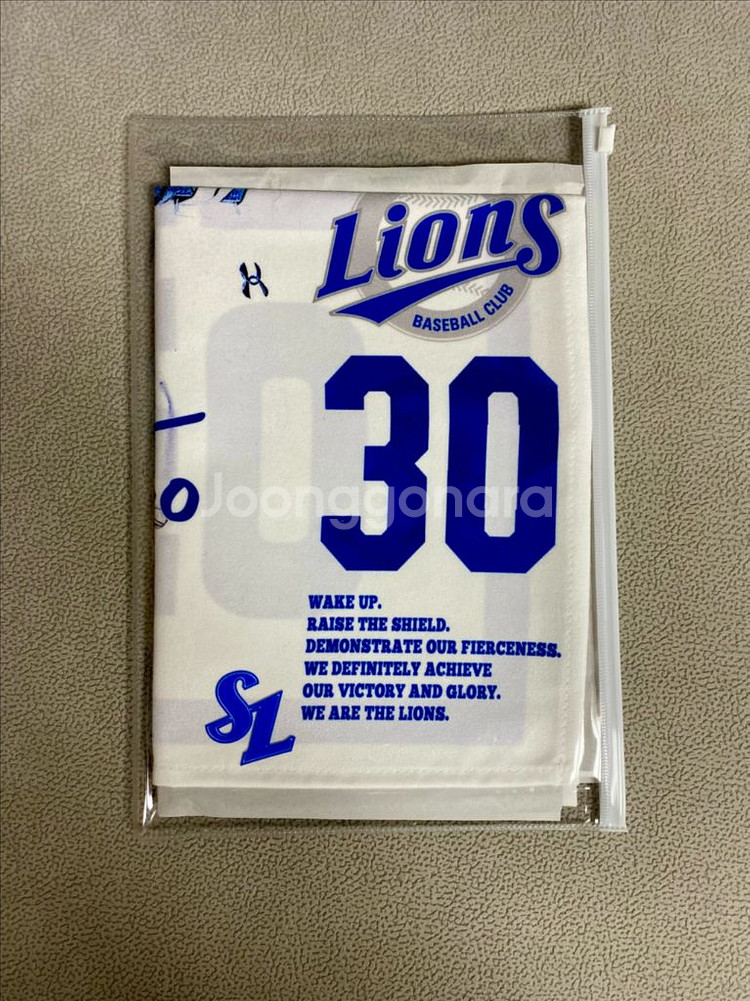 Lions
BASEBALL CLUB
30
Joonggonara
WAKE UP.
RAISE THE SHIELD.
DEMONSTRATE OUR FIERCENESS.
WE DEFINITELY ACHIEVE
OUR VICTORY AND GLORY.
WE ARE THE LIONS.
SL